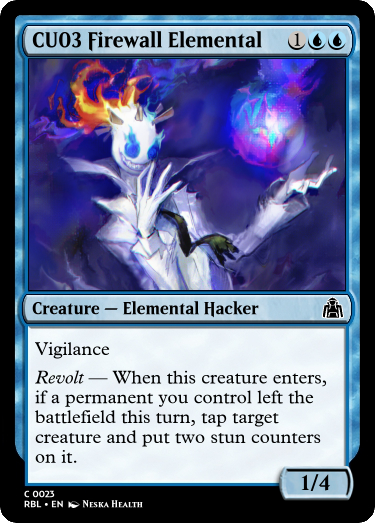 CU03 Firewall Elemental 1
Creature — Elemental Hacker
Vigilance
Revolt — When this creature enters,
if a permanent you control left the
battlefield this turn, tap target
creature and put two stun counters
on it.
1/4
C 0023
RBL • EN Neska Health